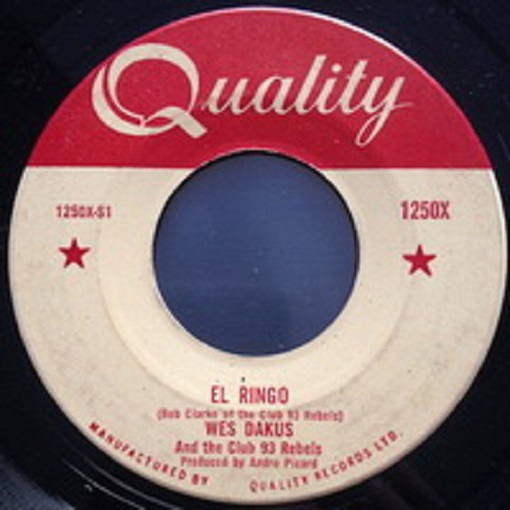 Quality
1250X-S1
1250X
EL RINGO
(Bob Clarke of the Club 93 Rebels)
WES DAKUS
And the Club 93 Rebels
Produced by Andre Picard
MANUFACTURED BY QUALITY RECORDS LTD.